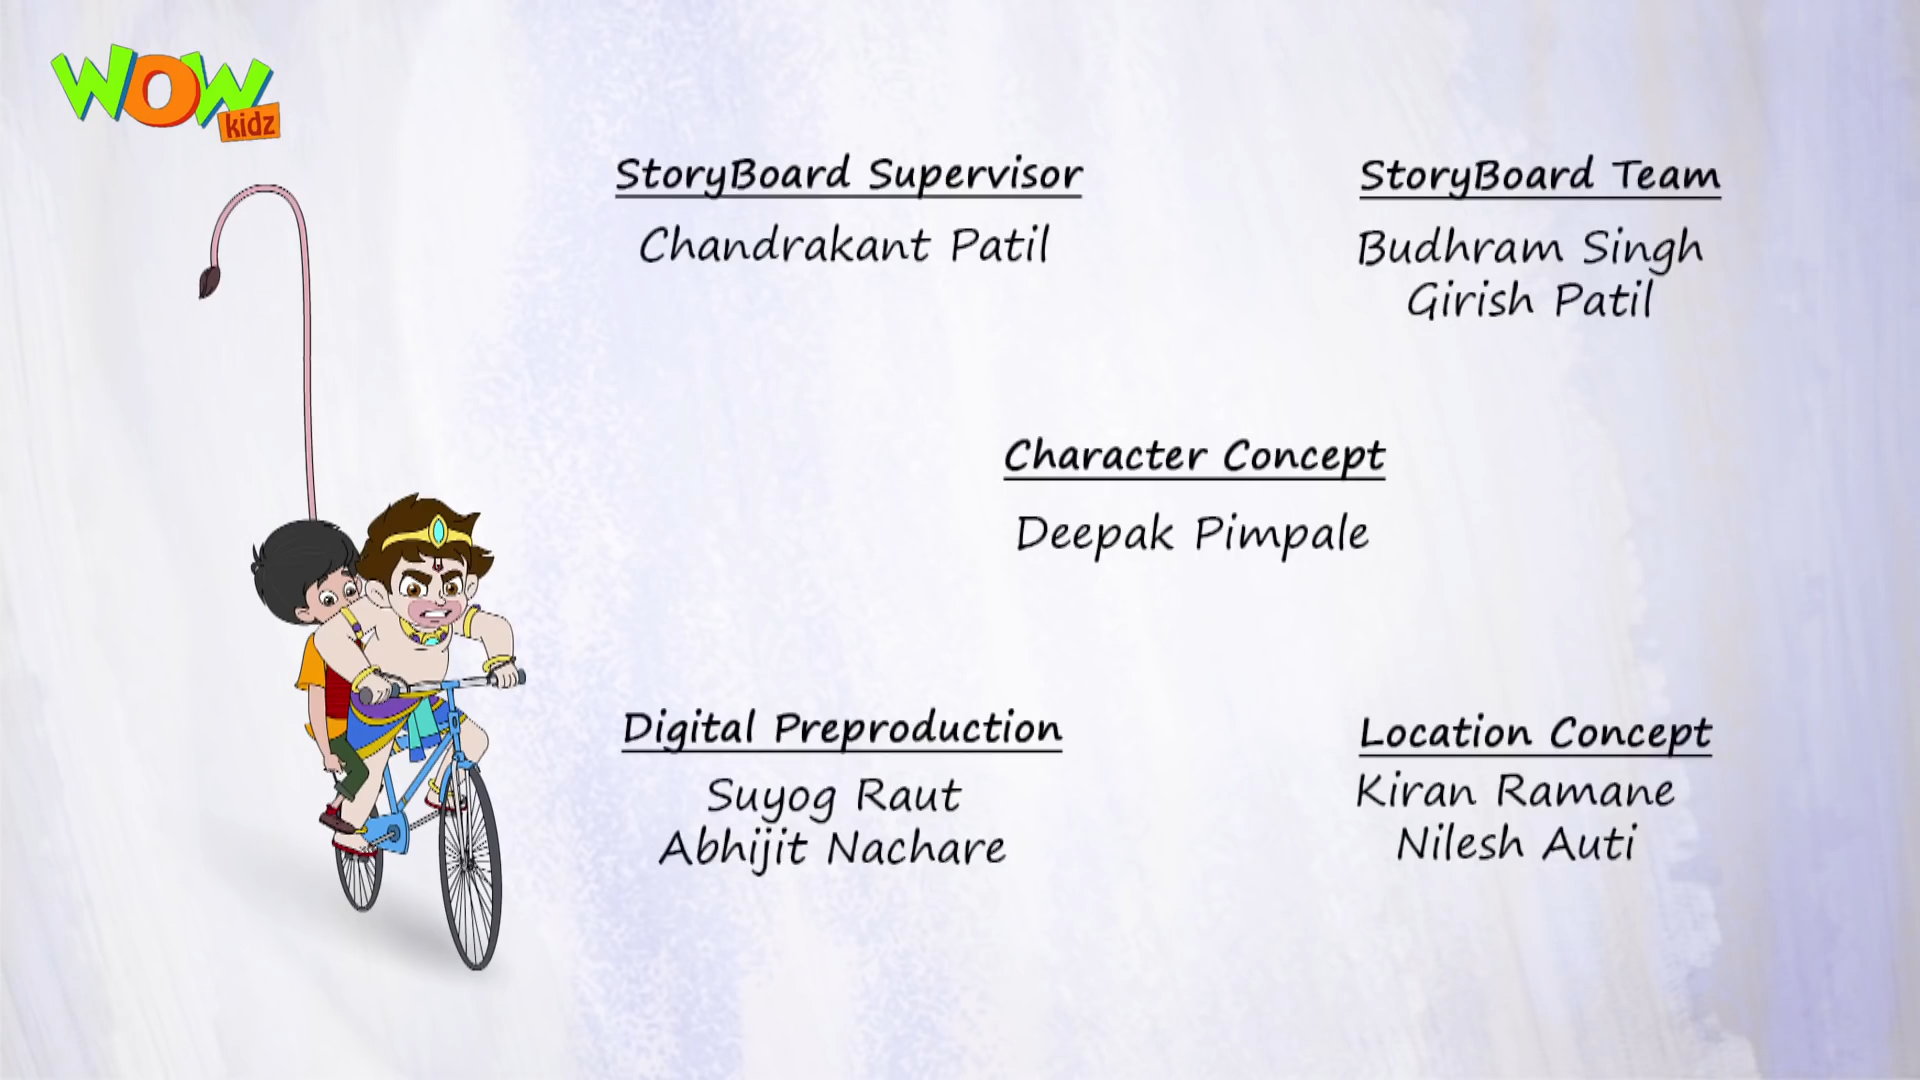 WOW
kidz
StoryBoard Supervisor
Chandrakant Patil
StoryBoard Team
Budhram Singh
Girish Patil
Character Concept
Deepak Pimpale
Digital Preproduction
Suyog Raut
Abhijit Nachare
Location Concept
Kiran Ramane
Nilesh Auti